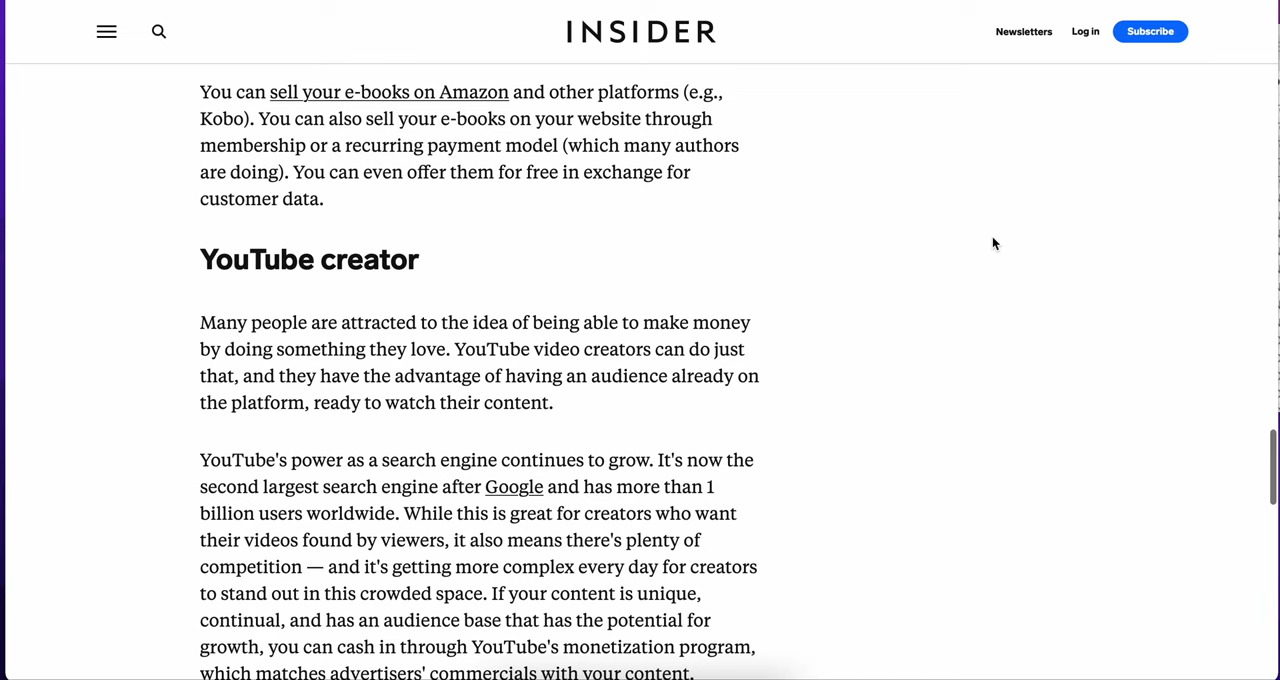 INSIDER
Newsletters
Log in
Subscribe
You can sell your e-books on Amazon and other platforms (e.g.,
Kobo). You can also sell your e-books on your website through
membership or a recurring payment model (which many authors
are doing). You can even offer them for free in exchange for
customer data.
YouTube creator
Many people are attracted to the idea of being able to make money
by doing something they love. YouTube video creators can do just
that, and they have the advantage of having an audience already on
the platform, ready to watch their content.
YouTube's power as a search engine continues to grow. It's now the
second largest search engine after Google and has more than 1
billion users worldwide. While this is great for creators who want
their videos found by viewers, it also means there's plenty of
competition — and it's getting more complex every day for creators
to stand out in this crowded space. If your content is unique,
continual, and has an audience base that has the potential for
growth, you can cash in through YouTube's monetization program,
which matches advertisers' commercials with your content.